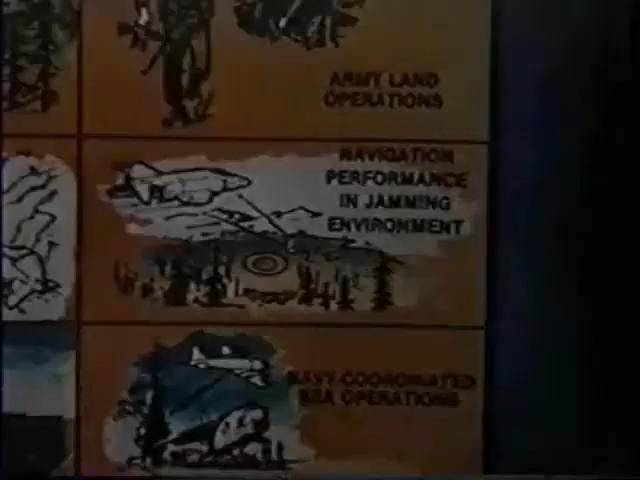 ARMY LAND
OPERATIONS
NAVIGATION
PERFORMANCE
IN JAMMING
ENVIRONMENT
NAVY-COORDINATED
SEA OPERATIONS